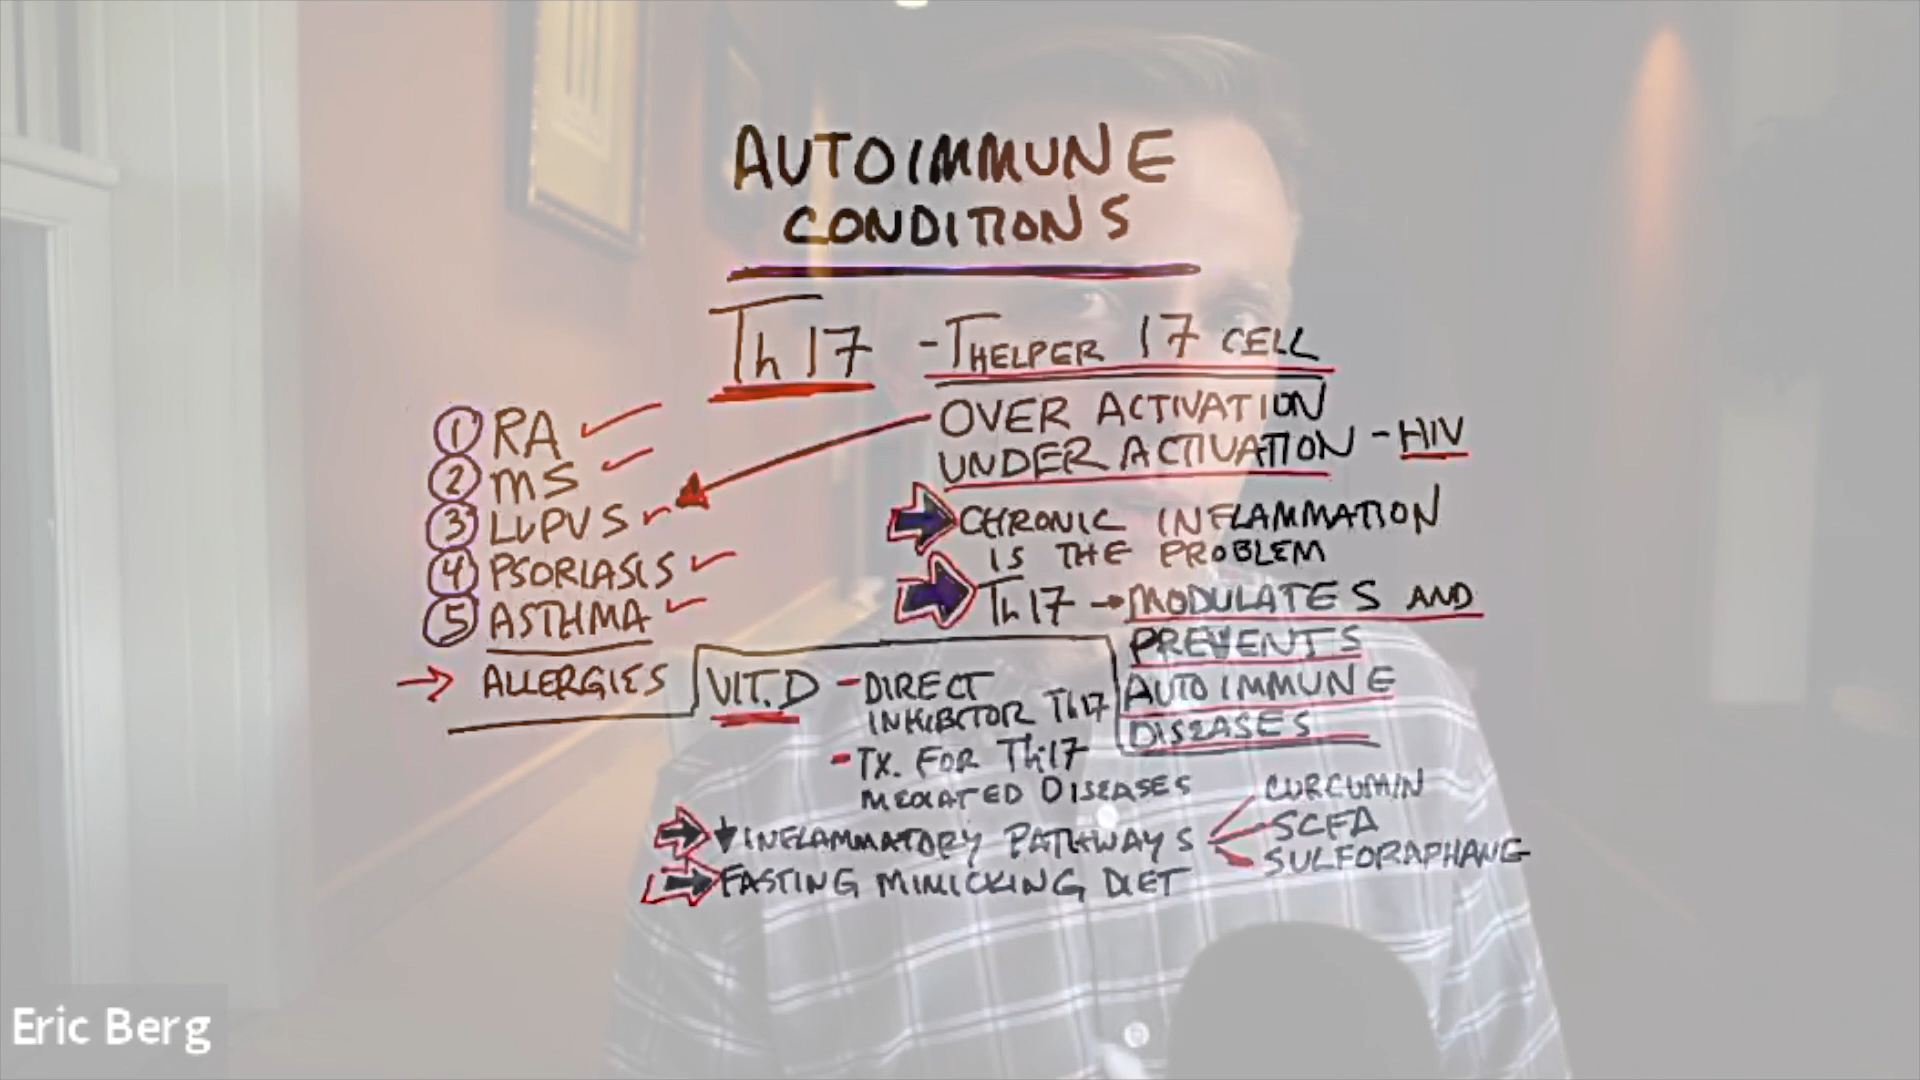 AUTOIMMUNE
CONDITIONS
Th17 - T HELPER 17 CELL
OVER ACTIVATION
UNDER ACTIVATION - HIV
1 RA
2 MS
3 LUPUS
4 PSORIASIS
5 ASTHMA
→ ALLERGIES
CHRONIC INFLAMMATION
IS THE PROBLEM
Th17 → MODULATES AND
PREVENTS
AUTOIMMUNE
DISEASES
VIT. D - DIRECT
INHIBITOR Th17
- TX. FOR Th17
MEDIATED DISEASES
↓ INFLAMMATORY PATHWAYS
CURCUMIN
SCFA
SULFORAPHANE
FASTING MIMICKING DIET
Eric Berg